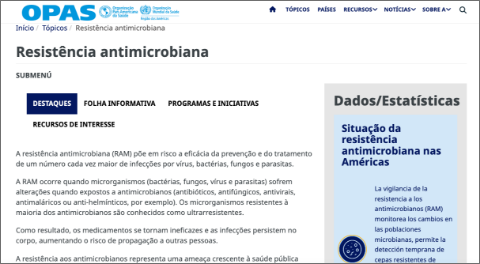 OPAS
Organização
Pan-Americana
da Saúde
Organização
Mundial da Saúde
TÓPICOS PAÍSES RECURSOS NOTÍCIAS SOBRE A
Início / Tópicos / Resistência antimicrobiana
Resistência antimicrobiana
SUBMENÚ
DESTAQUES FOLHA INFORMATIVA PROGRAMAS E INICIATIVAS
RECURSOS DE INTERESSE
A resistência antimicrobiana (RAM) põe em risco a eficácia da prevenção e do tratamento
de um número cada vez maior de infecções por vírus, bactérias, fungos e parasitas.
A RAM ocorre quando microrganismos (bactérias, fungos, vírus e parasitas) sofrem
alterações quando expostos a antimicrobianos (antibióticos, antifúngicos, antivirais,
antimaláricos ou anti-helmínticos, por exemplo). Os microrganismos resistentes à
maioria dos antimicrobianos são conhecidos como ultrarresistentes.
Como resultado, os medicamentos se tornam ineficazes e as infecções persistem no
corpo, aumentando o risco de propagação a outras pessoas.
A resistência aos antimicrobianos representa uma ameaça crescente à saúde pública
Dados/Estatísticas
Situação da
resistência
antimicrobiana nas
Américas
La vigilancia de la
resistencia a los
antimicrobianos (RAM)
monitorea los cambios en
las poblaciones
microbianas, permite la
detección temprana de
cepas resistentes de